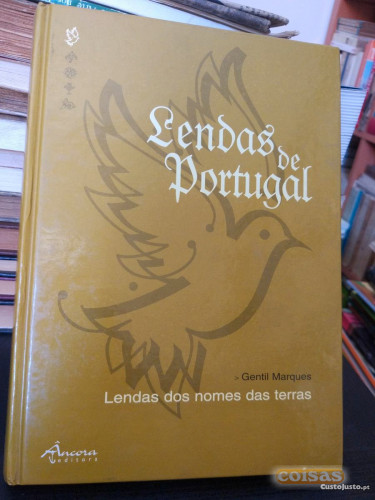 Lendas
de
Portugal
> Gentil Marques
Lendas dos nomes das terras
Âncora
editora
coisas
CustoJusto.pt